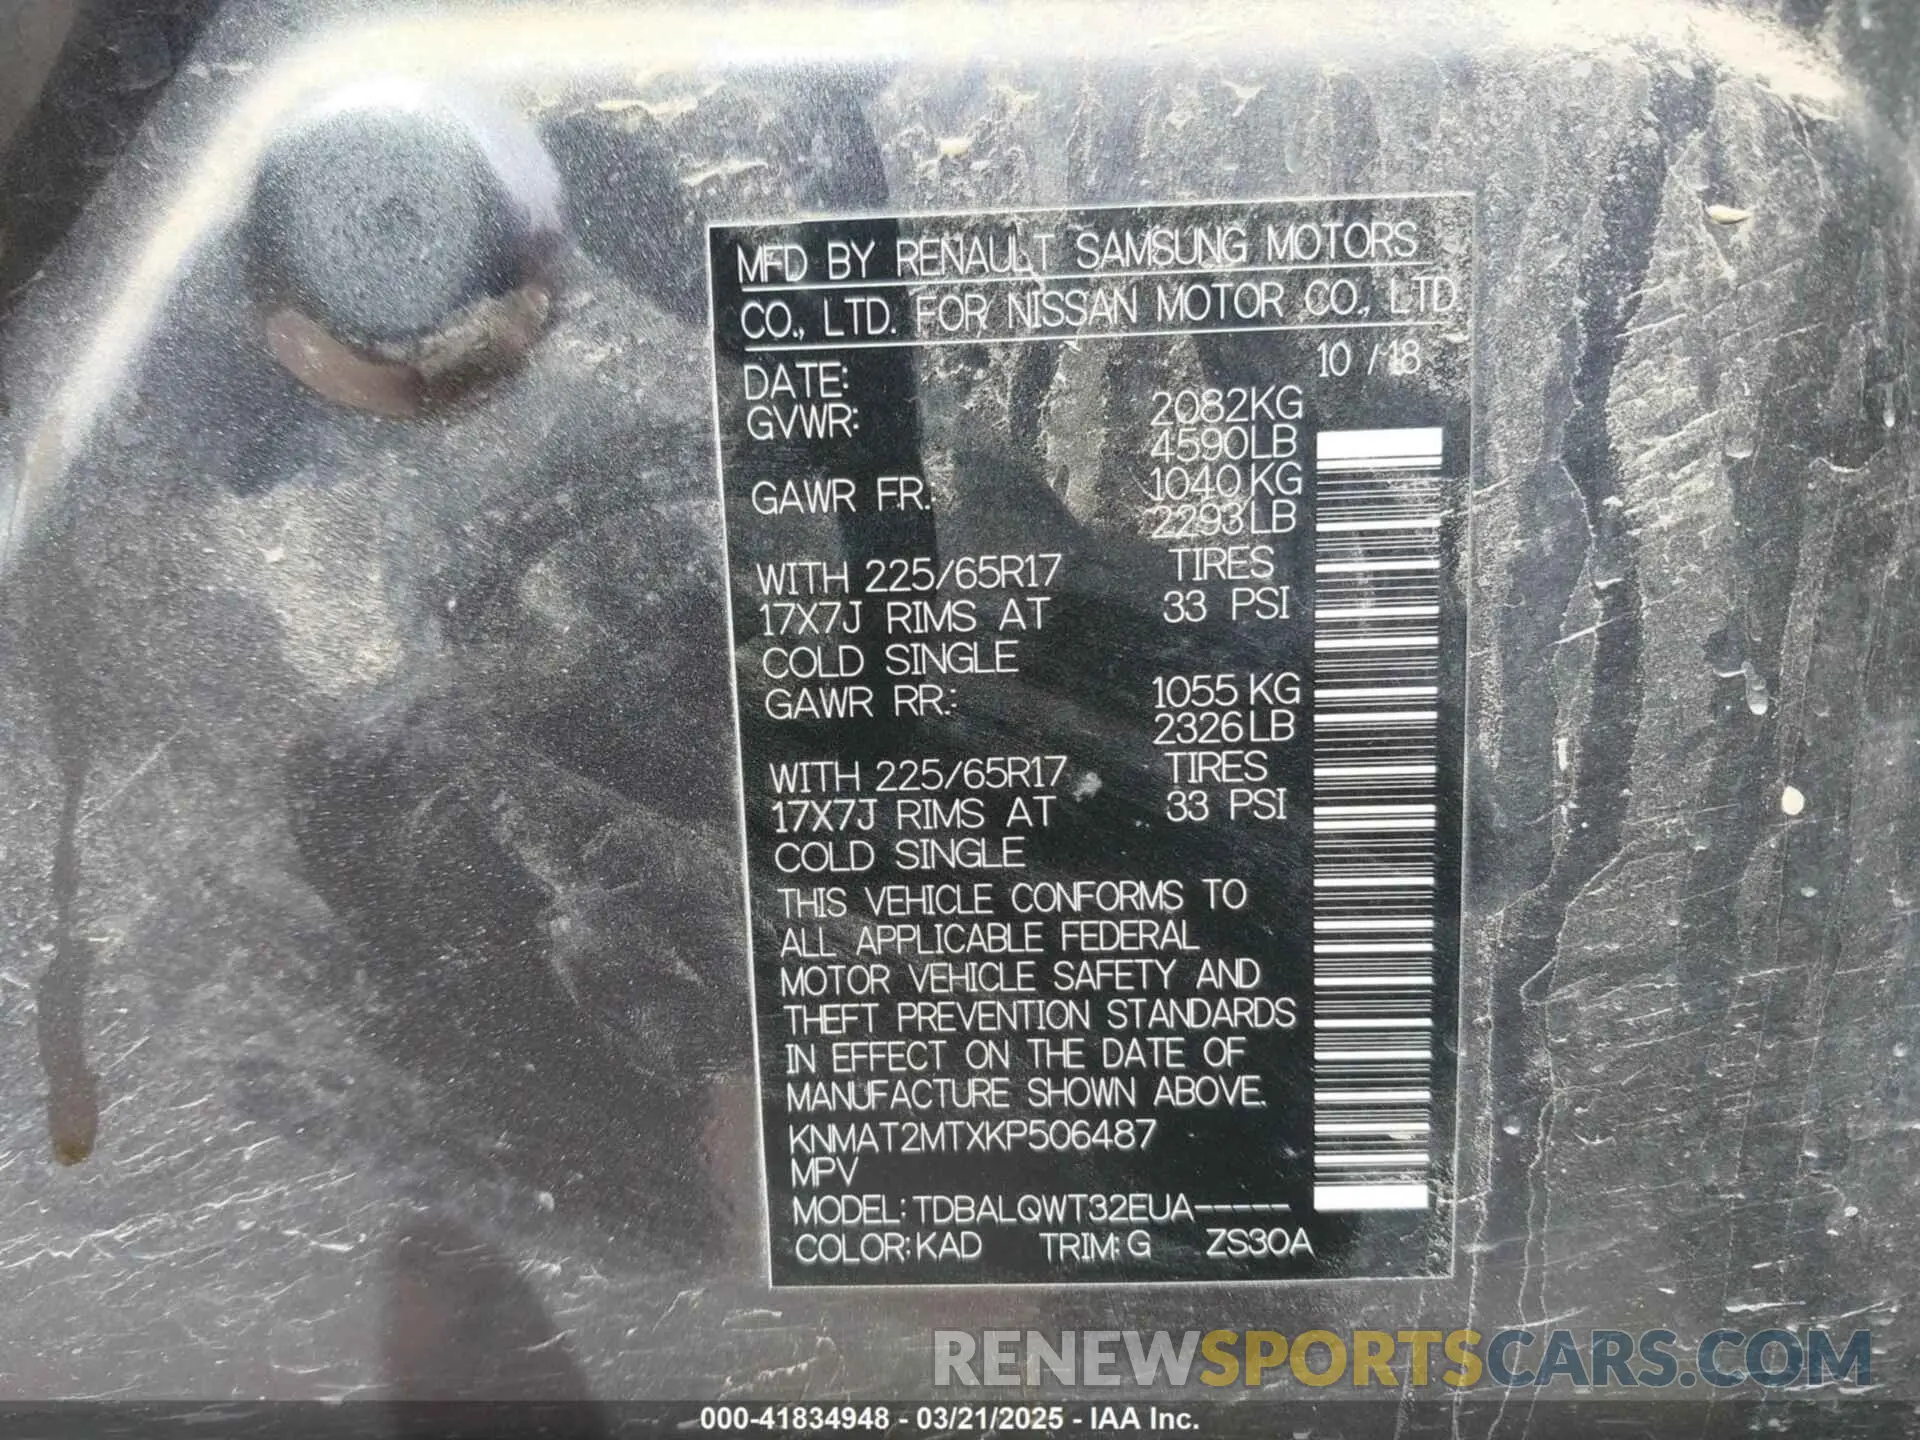 MFD BY RENAULT SAMSUNG MOTORS
CO., LTD. FOR NISSAN MOTOR CO., LTD
DATE: 10 / 18
GVWR: 2082KG
4590LB
GAWR FR. 1040 KG
2293LB
WITH 225/65R17 TIRES
17X7J RIMS AT 33 PSI
COLD SINGLE
GAWR RR.: 1055 KG
2326LB
WITH 225/65R17 TIRES
17X7J RIMS AT 33 PSI
COLD SINGLE
THIS VEHICLE CONFORMS TO
ALL APPLICABLE FEDERAL
MOTOR VEHICLE SAFETY AND
THEFT PREVENTION STANDARDS
IN EFFECT ON THE DATE OF
MANUFACTURE SHOWN ABOVE.
KNMAT2MTXKP506487
MPV
MODEL: TDBALQWT32EUA-----
COLOR: KAD TRIM: G ZS30A
RENEWSPORTSCARS.COM
000-41834948 - 03/21/2025 - IAA Inc.